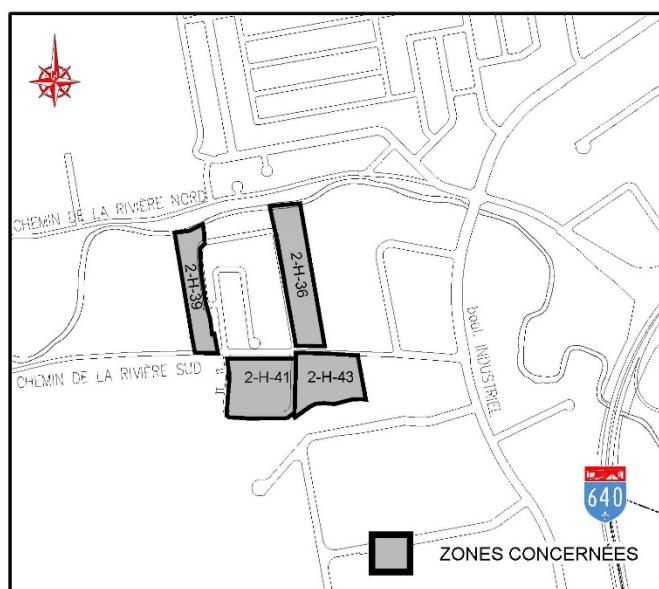 CHEMIN DE LA RIVIÈRE NORD
2-H-39
2-H-36
CHEMIN DE LA RIVIÈRE SUD
2-H-41
2-H-43
boul INDUSTRIEL
640
ZONES CONCERNÉES